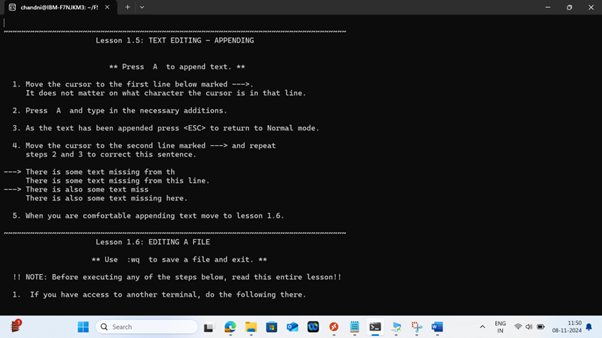 chandni@IBM-F7NJKM3: ~/FS
Lesson 1.5: TEXT EDITING - APPENDING
** Press  A  to append text. **
1. Move the cursor to the first line below marked --->.
It does not matter on what character the cursor is in that line.
2. Press  A  and type in the necessary additions.
3. As the text has been appended press <ESC> to return to Normal mode.
4. Move the cursor to the second line marked ---> and repeat
steps 2 and 3 to correct this sentence.
---> There is some text missing from th
There is some text missing from this line.
---> There is also some text miss
There is also some text missing here.
5. When you are comfortable appending text move to lesson 1.6.
Lesson 1.6: EDITING A FILE
** Use  :wq  to save a file and exit. **
!! NOTE: Before executing any of the steps below, read this entire lesson!!
1.  If you have access to another terminal, do the following there.
Search
ENG
IN
11:50
08-11-2024